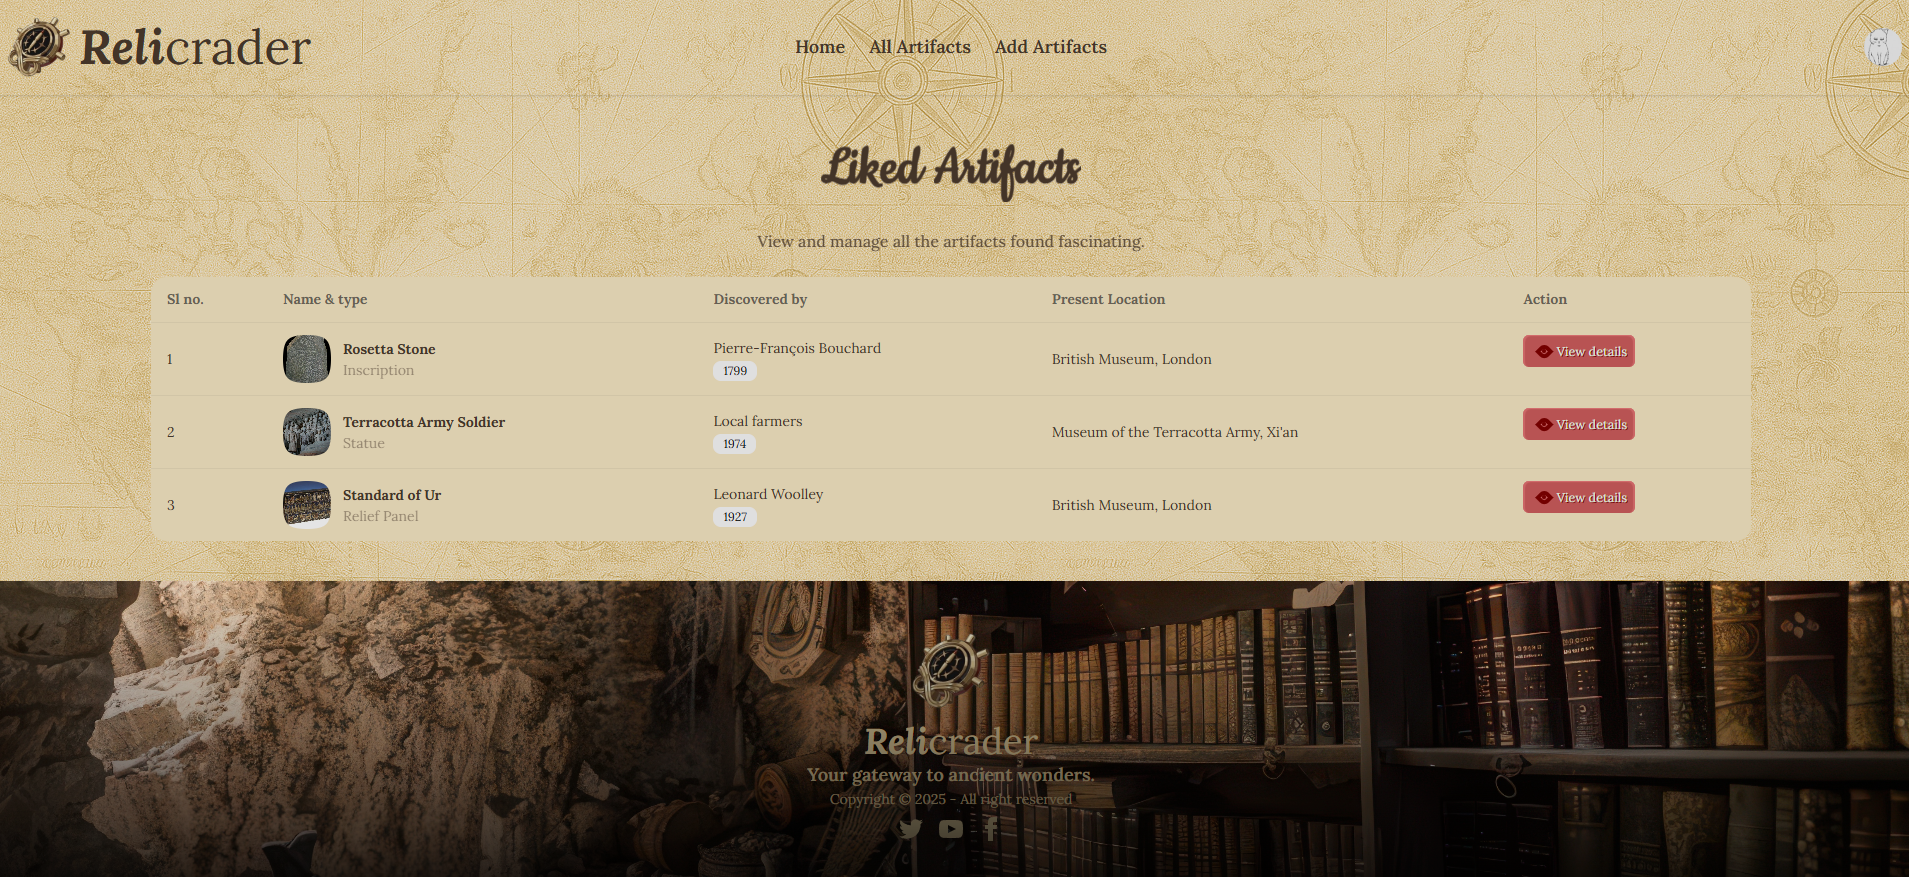 Relicrader
Home All Artifacts Add Artifacts
Liked Artifacts
View and manage all the artifacts found fascinating.
Sl no. Name & type Discovered by Present Location Action
1 Rosetta Stone Inscription Pierre-François Bouchard 1799 British Museum, London View details
2 Terracotta Army Soldier Statue Local farmers 1974 Museum of the Terracotta Army, Xi'an View details
3 Standard of Ur Relief Panel Leonard Woolley 1927 British Museum, London View details
Relicrader
Your gateway to ancient wonders.
Copyright © 2025 - All right reserved